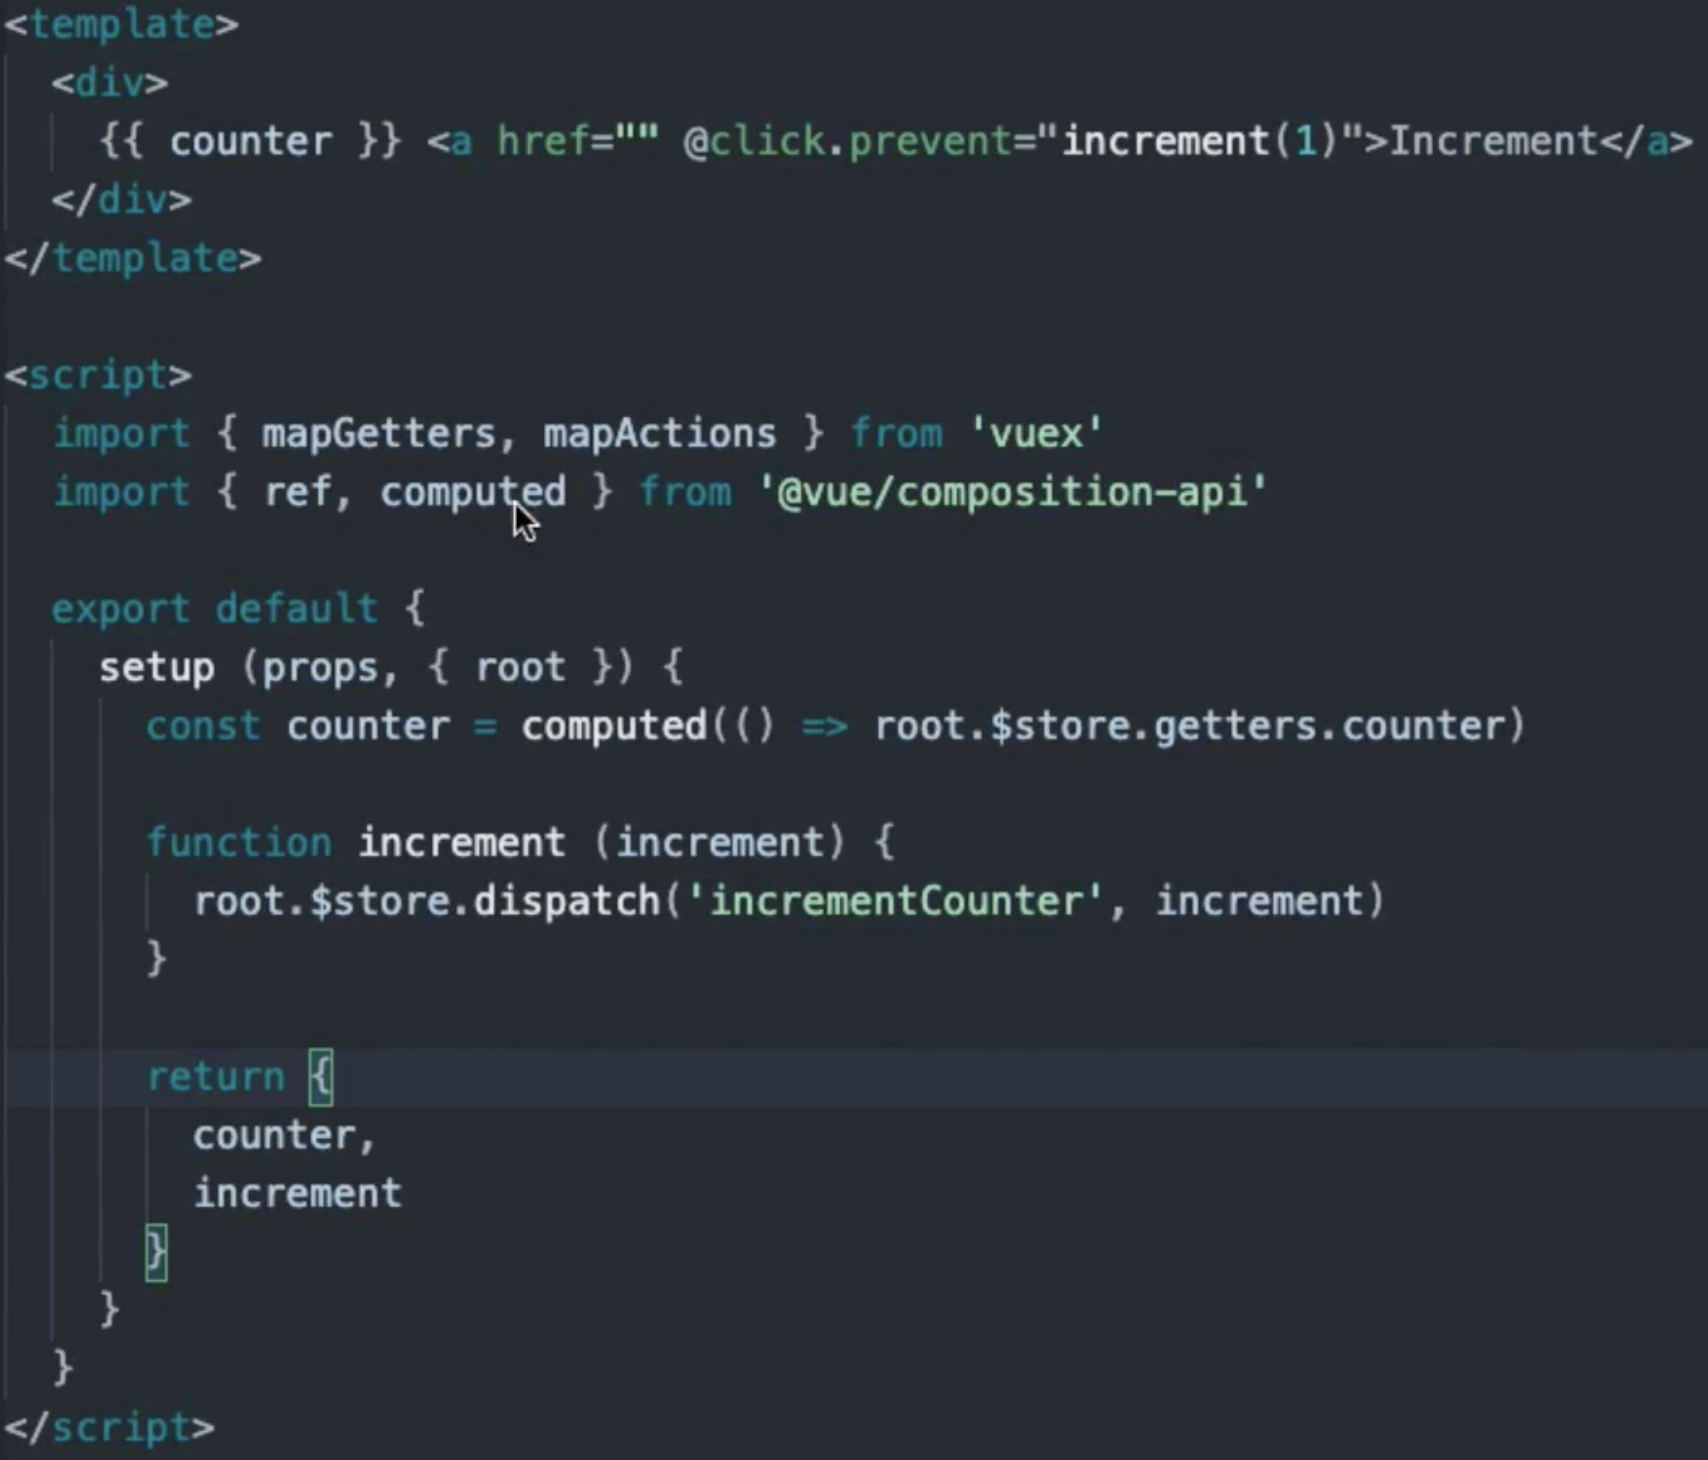 <template>
<div>
{{ counter }} <a href="" @click.prevent="increment(1)">Increment</a>
</div>
</template>
<script>
import { mapGetters, mapActions } from 'vuex'
import { ref, computed } from '@vue/composition-api'
export default {
setup (props, { root }) {
const counter = computed(() => root.$store.getters.counter)
function increment (increment) {
root.$store.dispatch('incrementCounter', increment)
}
return {
counter,
increment
}
}
}
</script>